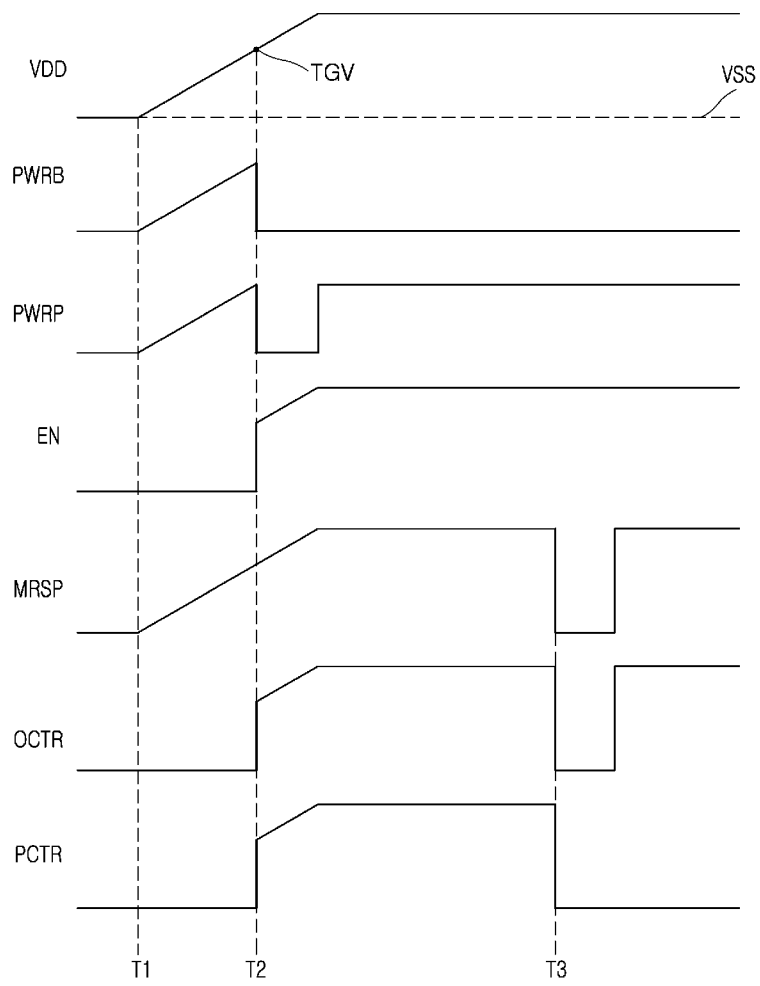 VDD
TGV
VSS
PWRB
PWRP
EN
MRSP
OCTR
PCTR
T1 T2 T3